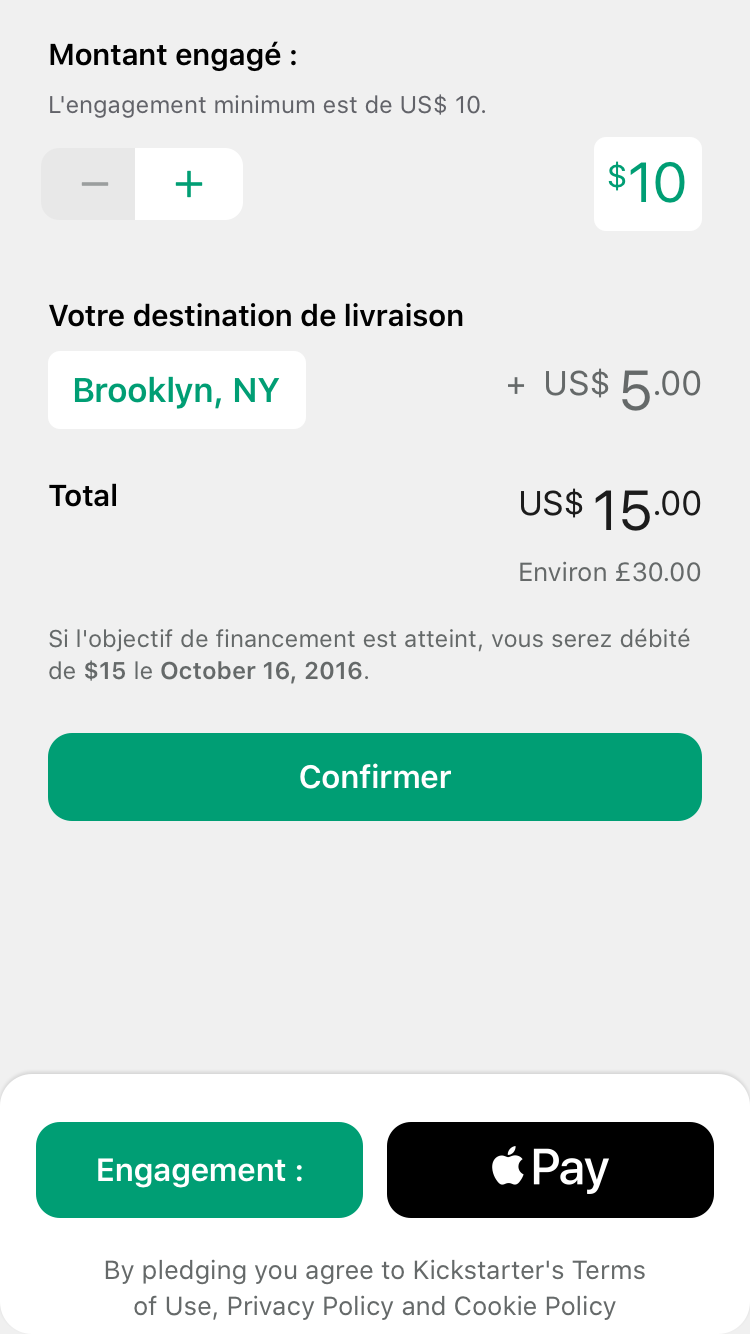 Montant engagé :
L'engagement minimum est de US$ 10.
− +
$10
Votre destination de livraison
Brooklyn, NY
+ US$ 5.00
Total
US$ 15.00
Environ £30.00
Si l'objectif de financement est atteint, vous serez débité
de $15 le October 16, 2016.
Confirmer
Engagement :
Pay
By pledging you agree to Kickstarter's Terms
of Use, Privacy Policy and Cookie Policy